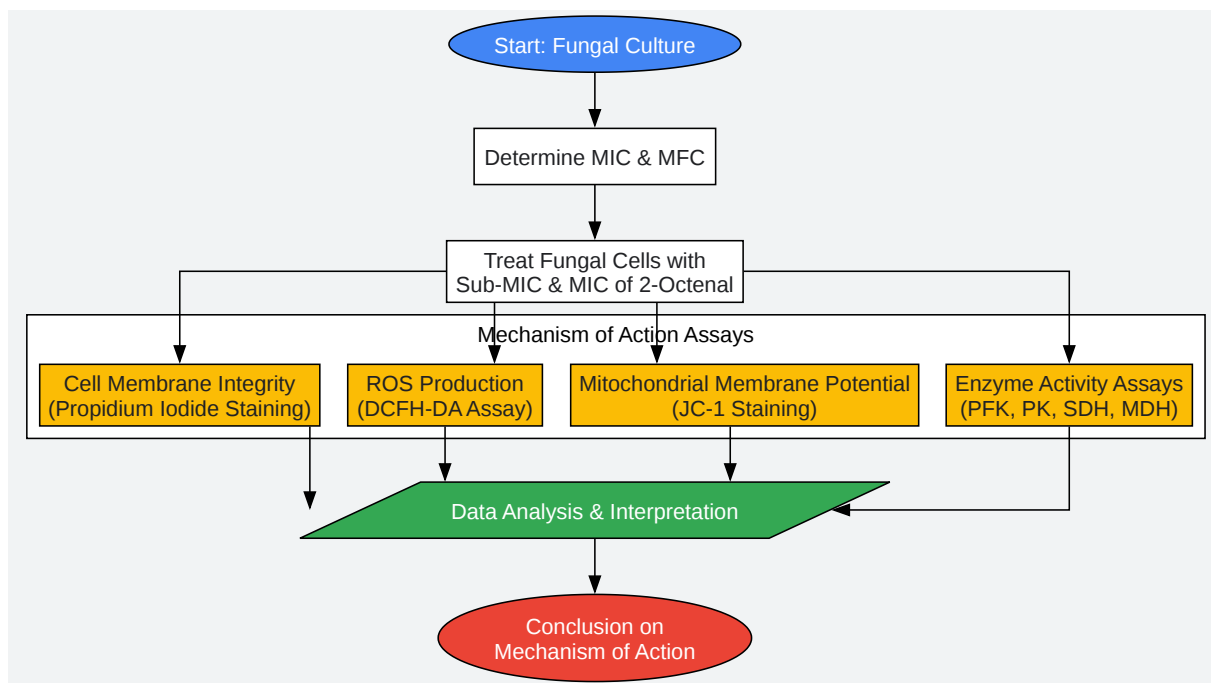 Start: Fungal Culture
Determine MIC & MFC
Treat Fungal Cells with
Sub-MIC & MIC of 2-Octenal
Mechanism of Action Assays
Cell Membrane Integrity
(Propidium Iodide Staining)
ROS Production
(DCFH-DA Assay)
Mitochondrial Membrane Potential
(JC-1 Staining)
Enzyme Activity Assays
(PFK, PK, SDH, MDH)
Data Analysis & Interpretation
Conclusion on
Mechanism of Action